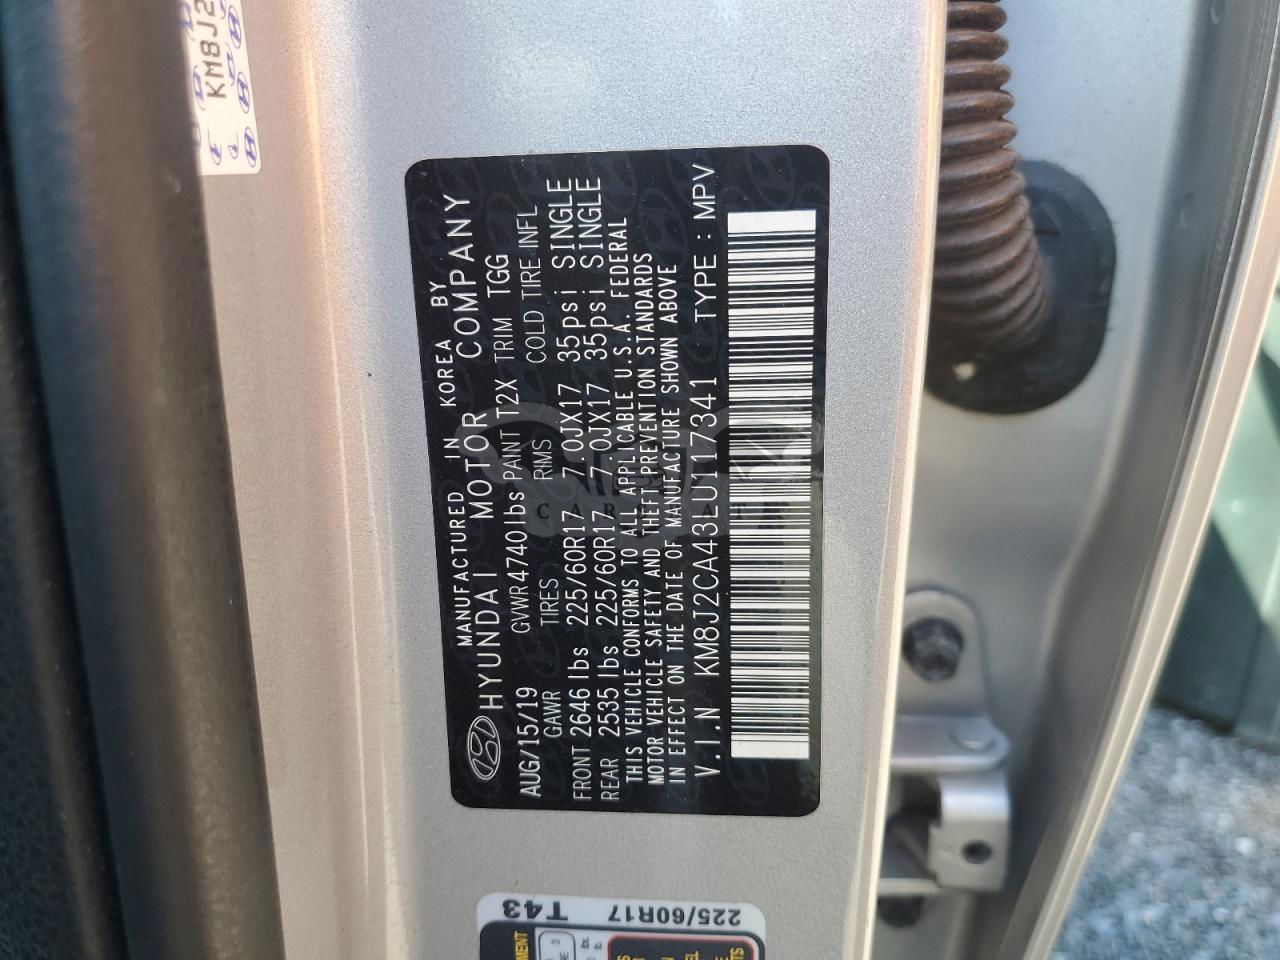 MANUFACTURED IN KOREA BY
HYUNDAI MOTOR COMPANY
AUG/15/19 GVWR 4740lbs PAINT T2X TRIM TGG
GAWR TIRES RIMS COLD TIRE INFL
FRONT 2646 lbs 225/60R17 7.0JX17 35psi SINGLE
REAR 2535 lbs 225/60R17 7.0JX17 35psi SINGLE
THIS VEHICLE CONFORMS TO ALL APPLICABLE U.S.A. FEDERAL
MOTOR VEHICLE SAFETY AND THEFT PREVENTION STANDARDS
IN EFFECT ON THE DATE OF MANUFACTURE SHOWN ABOVE
V.I.N KM8J2CA43LU117341 TYPE : MPV
KM8J2
T43
225/60R17